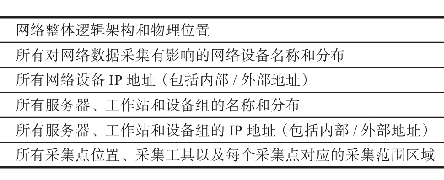 网络整体逻辑架构和物理位置
所有对网络数据采集有影响的网络设备名称和分布
所有网络设备 IP 地址（包括内部 / 外部地址）
所有服务器、工作站和设备组的名称和分布
所有服务器、工作站和设备组的 IP 地址（包括内部 / 外部地址）
所有采集点位置、采集工具以及每个采集点对应的采集范围区域